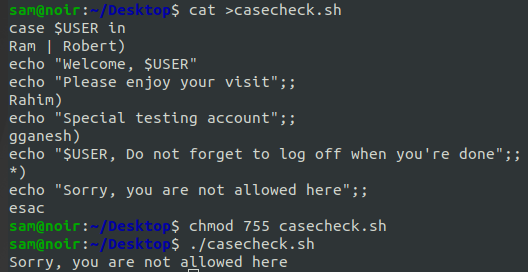 sam@noir:~/Desktop$ cat >casecheck.sh
case $USER in
Ram | Robert)
echo "Welcome, $USER"
echo "Please enjoy your visit";;
Rahim)
echo "Special testing account";;
gganesh)
echo "$USER, Do not forget to log off when you're done";;
*)
echo "Sorry, you are not allowed here";;
esac
sam@noir:~/Desktop$ chmod 755 casecheck.sh
sam@noir:~/Desktop$ ./casecheck.sh
Sorry, you are not allowed here